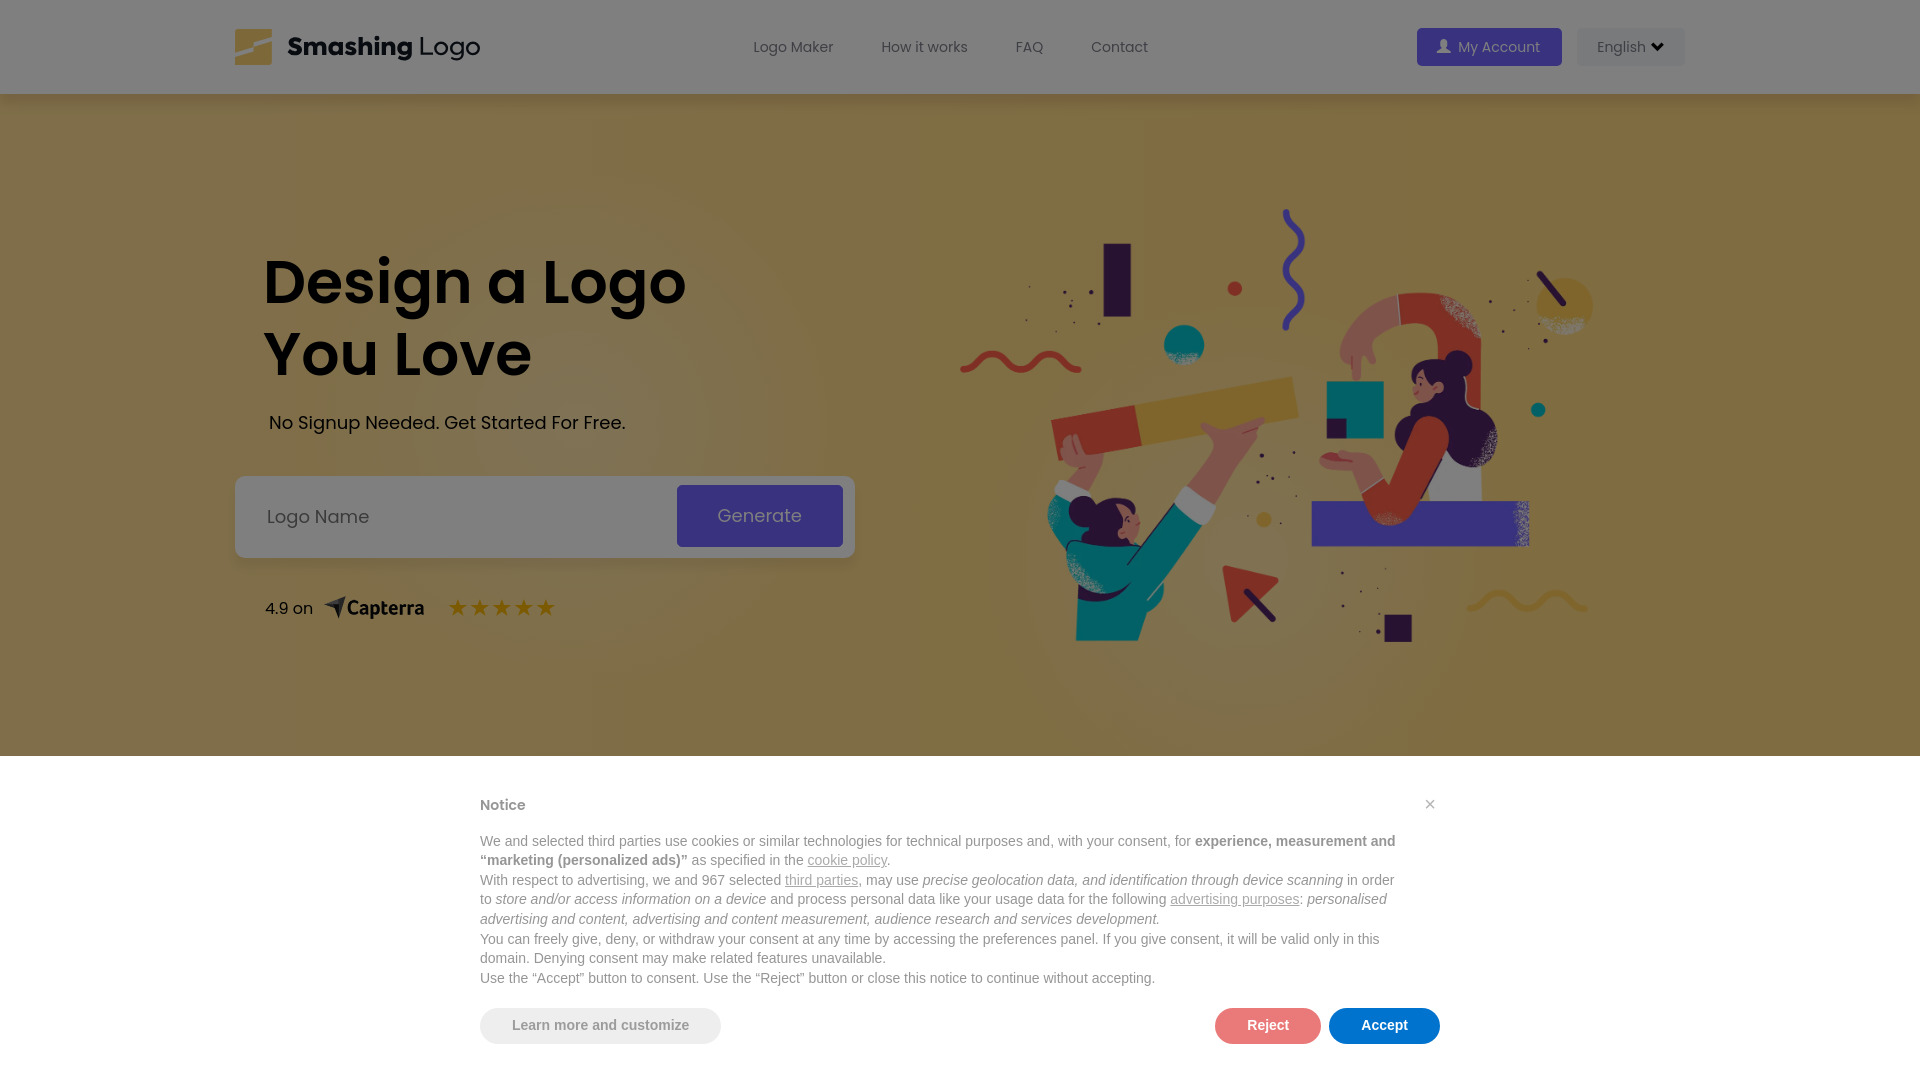 Smashing Logo
Logo Maker
How it works
FAQ
Contact
My Account
English
Design a Logo
You Love
No Signup Needed. Get Started For Free.
Logo Name
Generate
4.9 on Capterra
Notice
×
We and selected third parties use cookies or similar technologies for technical purposes and, with your consent, for experience, measurement and
“marketing (personalized ads)” as specified in the cookie policy.
With respect to advertising, we and 967 selected third parties, may use precise geolocation data, and identification through device scanning in order
to store and/or access information on a device and process personal data like your usage data for the following advertising purposes: personalised
advertising and content, advertising and content measurement, audience research and services development.
You can freely give, deny, or withdraw your consent at any time by accessing the preferences panel. If you give consent, it will be valid only in this
domain. Denying consent may make related features unavailable.
Use the “Accept” button to consent. Use the “Reject” button or close this notice to continue without accepting.
Learn more and customize
Reject
Accept